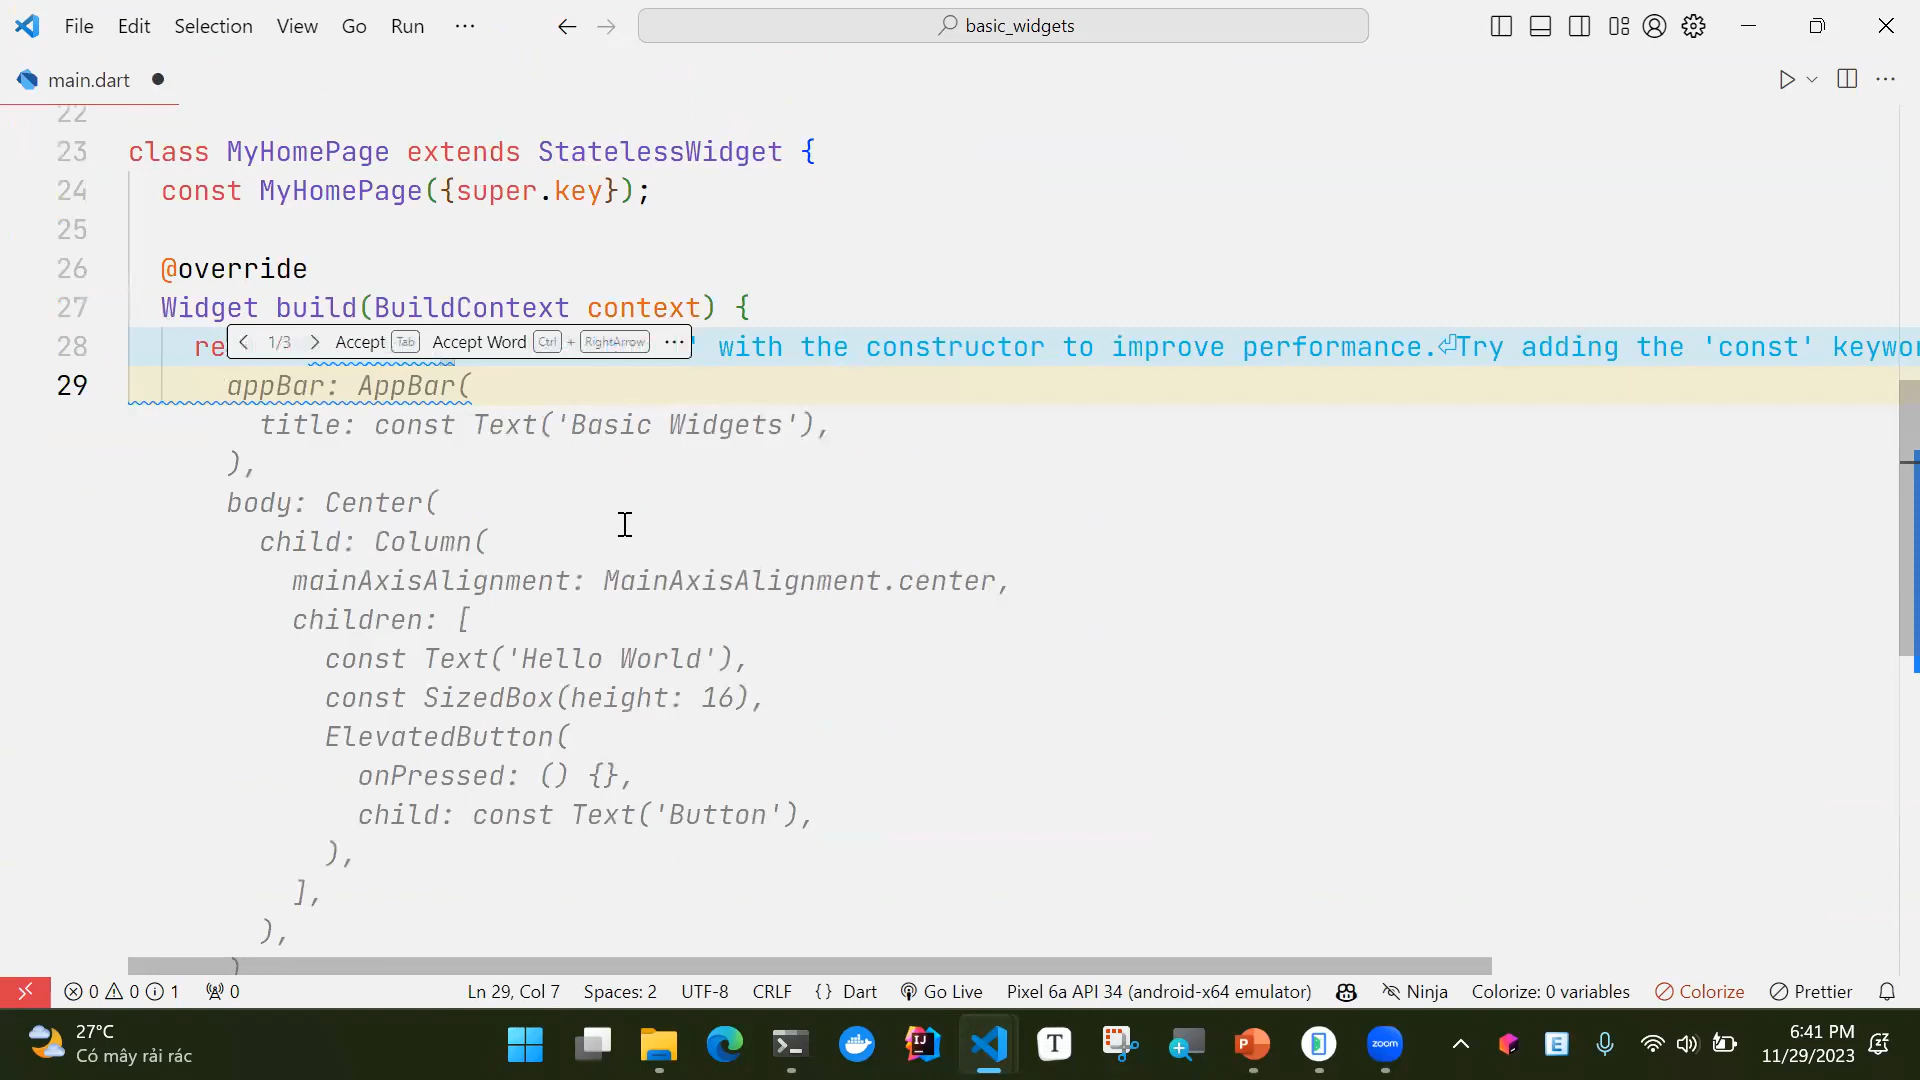 File Edit Selection View Go Run ··· basic_widgets
main.dart
22
23 class MyHomePage extends StatelessWidget {
24 const MyHomePage({super.key});
25
26 @override
27 Widget build(BuildContext context) {
1/3 Accept Tab Accept Word Ctrl + RightArrow ···
28 re ' with the constructor to improve performance.⏎Try adding the 'const' keywo
29 appBar: AppBar(
title: const Text('Basic Widgets'),
),
body: Center(
child: Column(
mainAxisAlignment: MainAxisAlignment.center,
children: [
const Text('Hello World'),
const SizedBox(height: 16),
ElevatedButton(
onPressed: () {},
child: const Text('Button'),
),
],
),
)
0 0 1 0 Ln 29, Col 7 Spaces: 2 UTF-8 CRLF {} Dart Go Live Pixel 6a API 34 (android-x64 emulator) Ninja Colorize: 0 variables Colorize Prettier
27°C
Có mây rải rác
IJ T P zoom E
6:41 PM
11/29/2023